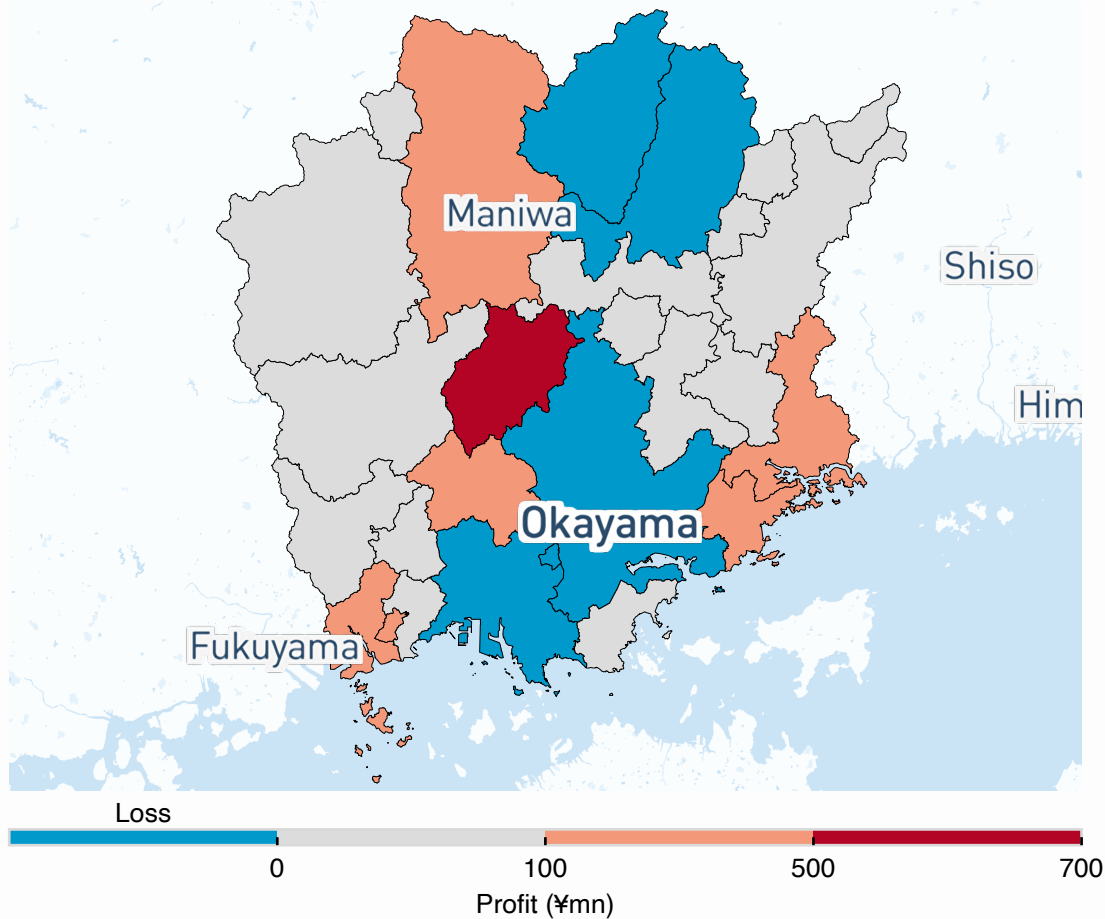 Maniwa
Shiso
Him
Okayama
Fukuyama
Loss
0
100
500
700
Profit (¥mn)